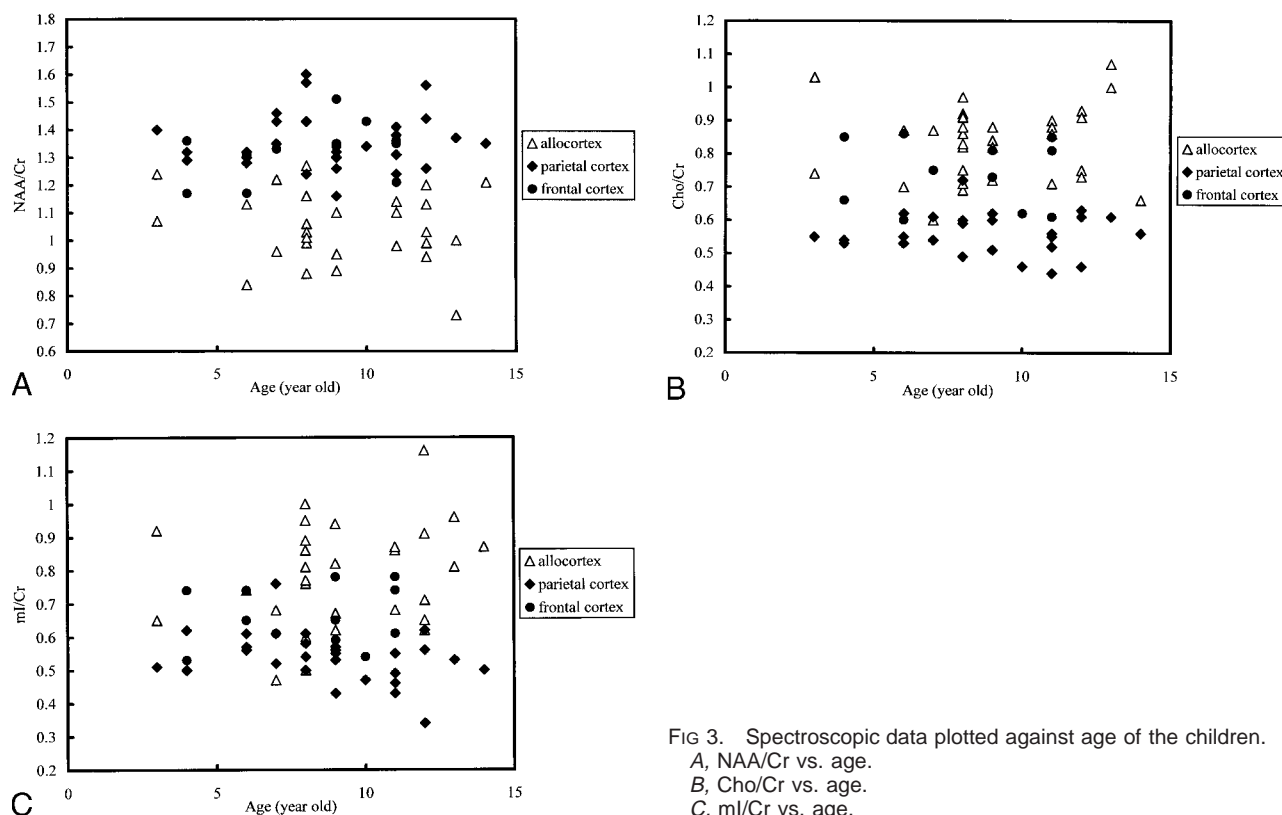 1.8
1.7
1.6
1.5
1.4
1.3
1.2
1.1
1
0.9
0.8
0.7
0.6
NAA/Cr
0 5 10 15
Age (year old)
△ allocortex
◆ parietal cortex
● frontal cortex
A
1.2
1.1
1
0.9
0.8
0.7
0.6
0.5
0.4
0.3
0.2
Cho/Cr
0 5 10 15
Age (year old)
△ allocortex
◆ parietal cortex
● frontal cortex
B
1.2
1.1
1
0.9
0.8
0.7
0.6
0.5
0.4
0.3
0.2
mI/Cr
0 5 10 15
Age (year old)
△ allocortex
◆ parietal cortex
● frontal cortex
C
FIG 3. Spectroscopic data plotted against age of the children.
A, NAA/Cr vs. age.
B, Cho/Cr vs. age.
C, mI/Cr vs. age.